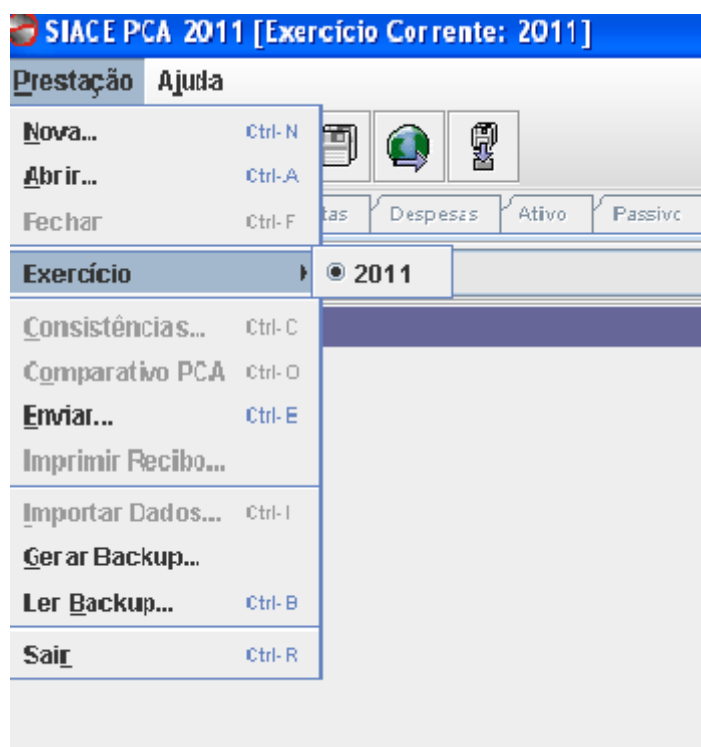 SIACE PCA 2011 [Exercício Corrente: 2011]
Prestação Ajuda
Nova... Ctrl-N
Abrir... Ctrl-A
Fechar Ctrl-F
tas Despesas Ativo Passivo
Exercício 2011
Consistências... Ctrl-C
Comparativo PCA Ctrl-O
Enviar... Ctrl-E
Imprimir Recibo...
Importar Dados... Ctrl-I
Gerar Backup...
Ler Backup... Ctrl-B
Sair Ctrl-R